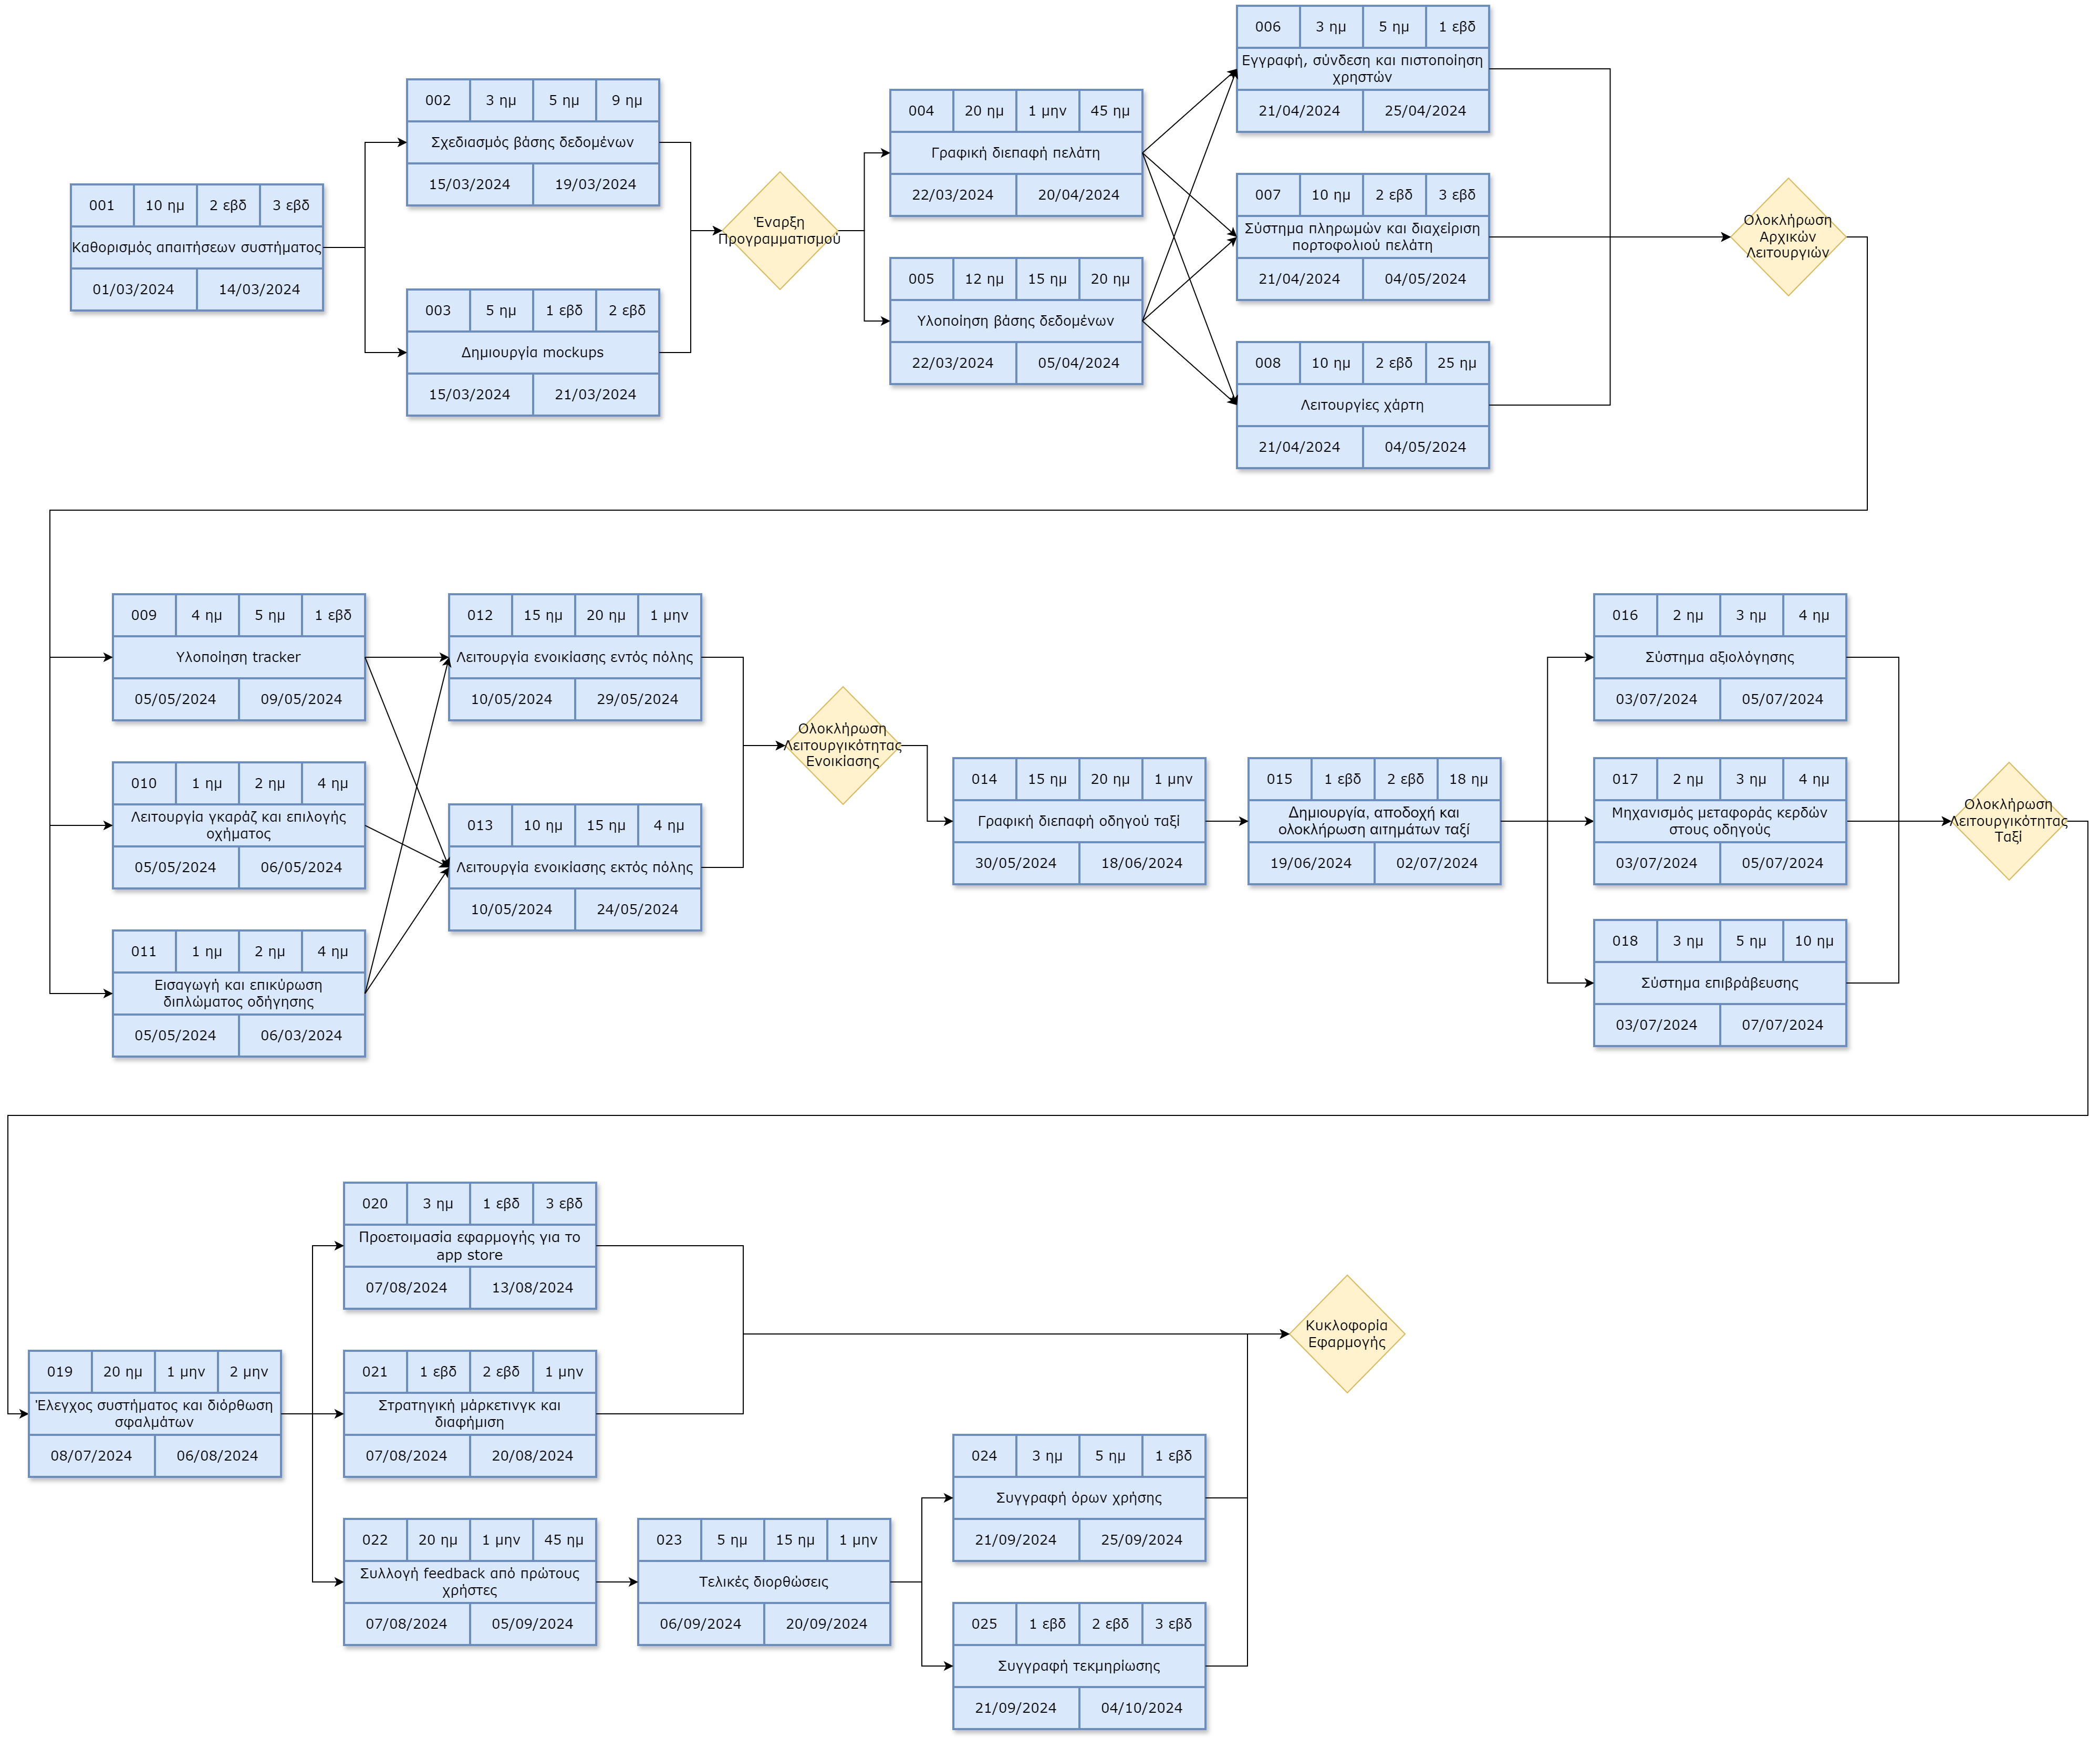 001 10 ημ 2 εβδ 3 εβδ
Καθορισμός απαιτήσεων συστήματος
01/03/2024 14/03/2024
002 3 ημ 5 ημ 9 ημ
Σχεδιασμός βάσης δεδομένων
15/03/2024 19/03/2024
003 5 ημ 1 εβδ 2 εβδ
Δημιουργία mockups
15/03/2024 21/03/2024
Έναρξη
Προγραμματισμού
004 20 ημ 1 μην 45 ημ
Γραφική διεπαφή πελάτη
22/03/2024 20/04/2024
005 12 ημ 15 ημ 20 ημ
Υλοποίηση βάσης δεδομένων
22/03/2024 05/04/2024
006 3 ημ 5 ημ 1 εβδ
Εγγραφή, σύνδεση και πιστοποίηση
χρηστών
21/04/2024 25/04/2024
007 10 ημ 2 εβδ 3 εβδ
Σύστημα πληρωμών και διαχείριση
πορτοφολιού πελάτη
21/04/2024 04/05/2024
008 10 ημ 2 εβδ 25 ημ
Λειτουργίες χάρτη
21/04/2024 04/05/2024
Ολοκλήρωση
Αρχικών
Λειτουργιών
009 4 ημ 5 ημ 1 εβδ
Υλοποίηση tracker
05/05/2024 09/05/2024
010 1 ημ 2 ημ 4 ημ
Λειτουργία γκαράζ και επιλογής
οχήματος
05/05/2024 06/05/2024
011 1 ημ 2 ημ 4 ημ
Εισαγωγή και επικύρωση
διπλώματος οδήγησης
05/05/2024 06/03/2024
012 15 ημ 20 ημ 1 μην
Λειτουργία ενοικίασης εντός πόλης
10/05/2024 29/05/2024
013 10 ημ 15 ημ 4 ημ
Λειτουργία ενοικίασης εκτός πόλης
10/05/2024 24/05/2024
Ολοκλήρωση
Λειτουργικότητας
Ενοικίασης
014 15 ημ 20 ημ 1 μην
Γραφική διεπαφή οδηγού ταξί
30/05/2024 18/06/2024
015 1 εβδ 2 εβδ 18 ημ
Δημιουργία, αποδοχή και
ολοκλήρωση αιτημάτων ταξί
19/06/2024 02/07/2024
016 2 ημ 3 ημ 4 ημ
Σύστημα αξιολόγησης
03/07/2024 05/07/2024
017 2 ημ 3 ημ 4 ημ
Μηχανισμός μεταφοράς κερδών
στους οδηγούς
03/07/2024 05/07/2024
018 3 ημ 5 ημ 10 ημ
Σύστημα επιβράβευσης
03/07/2024 07/07/2024
Ολοκλήρωση
Λειτουργικότητας
Ταξί
019 20 ημ 1 μην 2 μην
Έλεγχος συστήματος και διόρθωση
σφαλμάτων
08/07/2024 06/08/2024
020 3 ημ 1 εβδ 3 εβδ
Προετοιμασία εφαρμογής για το
app store
07/08/2024 13/08/2024
021 1 εβδ 2 εβδ 1 μην
Στρατηγική μάρκετινγκ και
διαφήμιση
07/08/2024 20/08/2024
022 20 ημ 1 μην 45 ημ
Συλλογή feedback από πρώτους
χρήστες
07/08/2024 05/09/2024
023 5 ημ 15 ημ 1 μην
Τελικές διορθώσεις
06/09/2024 20/09/2024
024 3 ημ 5 ημ 1 εβδ
Συγγραφή όρων χρήσης
21/09/2024 25/09/2024
025 1 εβδ 2 εβδ 3 εβδ
Συγγραφή τεκμηρίωσης
21/09/2024 04/10/2024
Κυκλοφορία
Εφαρμογής